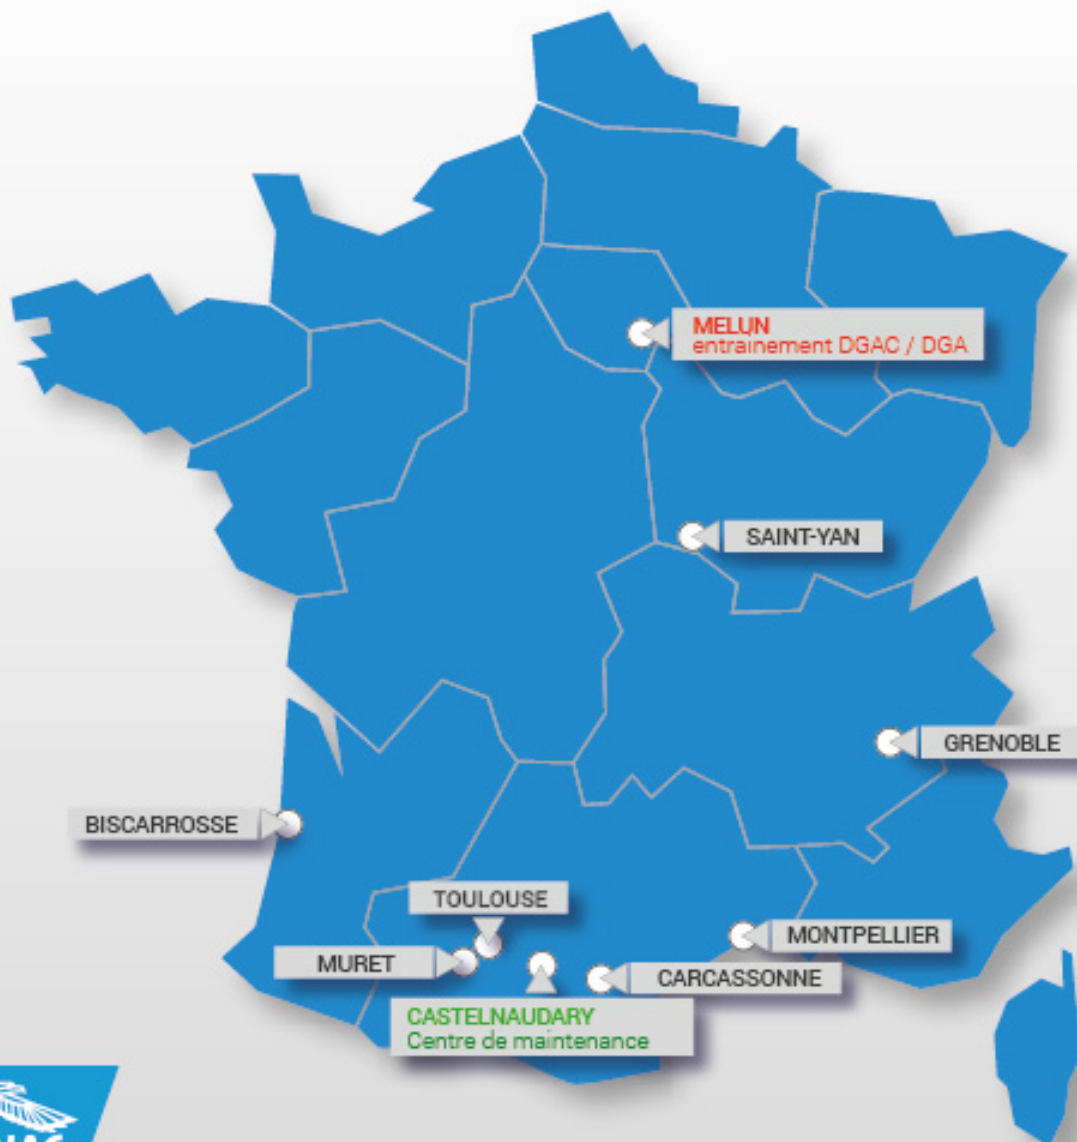 MELUN
entrainement DGAC / DGA
SAINT-YAN
GRENOBLE
BISCARROSSE
TOULOUSE
MURET
MONTPELLIER
CARCASSONNE
CASTELNAUDARY
Centre de maintenance